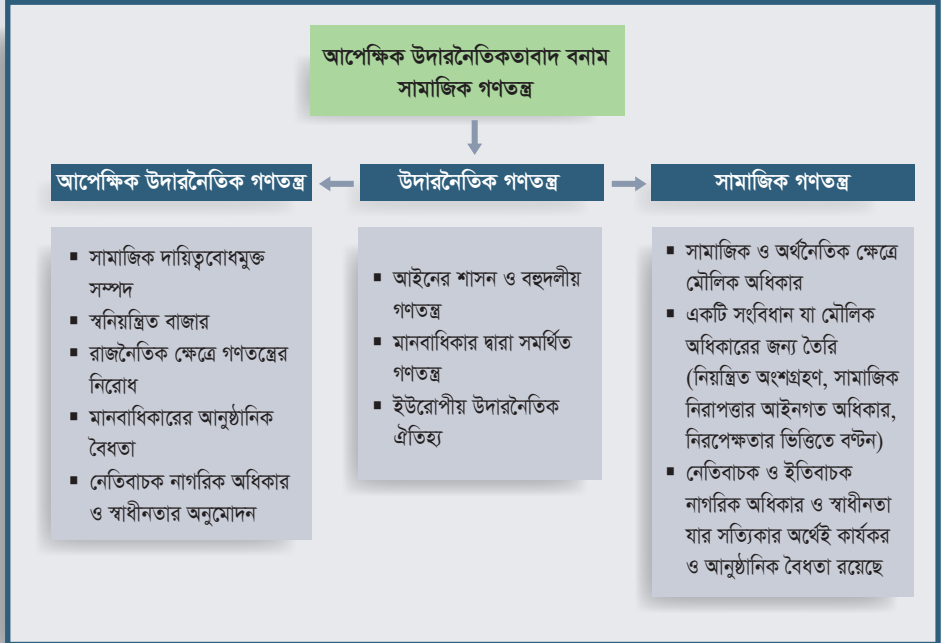 আপেক্ষিক উদারনৈতিকতাবাদ বনাম
সামাজিক গণতন্ত্র
আপেক্ষিক উদারনৈতিক গণতন্ত্র
উদারনৈতিক গণতন্ত্র
সামাজিক গণতন্ত্র
▪ সামাজিক দায়িত্ববোধমুক্ত
সম্পদ
▪ স্বনিয়ন্ত্রিত বাজার
▪ রাজনৈতিক ক্ষেত্রে গণতন্ত্রের
নিরোধ
▪ মানবাধিকারের আনুষ্ঠানিক
বৈধতা
▪ নেতিবাচক নাগরিক অধিকার
ও স্বাধীনতার অনুমোদন
▪ আইনের শাসন ও বহুদলীয়
গণতন্ত্র
▪ মানবাধিকার দ্বারা সমর্থিত
গণতন্ত্র
▪ ইউরোপীয় উদারনৈতিক
ঐতিহ্য
▪ সামাজিক ও অর্থনৈতিক ক্ষেত্রে
মৌলিক অধিকার
▪ একটি সংবিধান যা মৌলিক
অধিকারের জন্য তৈরি
(নিয়ন্ত্রিত অংশগ্রহণ, সামাজিক
নিরাপত্তার আইনগত অধিকার,
নিরপেক্ষতার ভিত্তিতে বণ্টন)
▪ নেতিবাচক ও ইতিবাচক
নাগরিক অধিকার ও স্বাধীনতা
যার সত্যিকার অর্থেই কার্যকর
ও আনুষ্ঠানিক বৈধতা রয়েছে